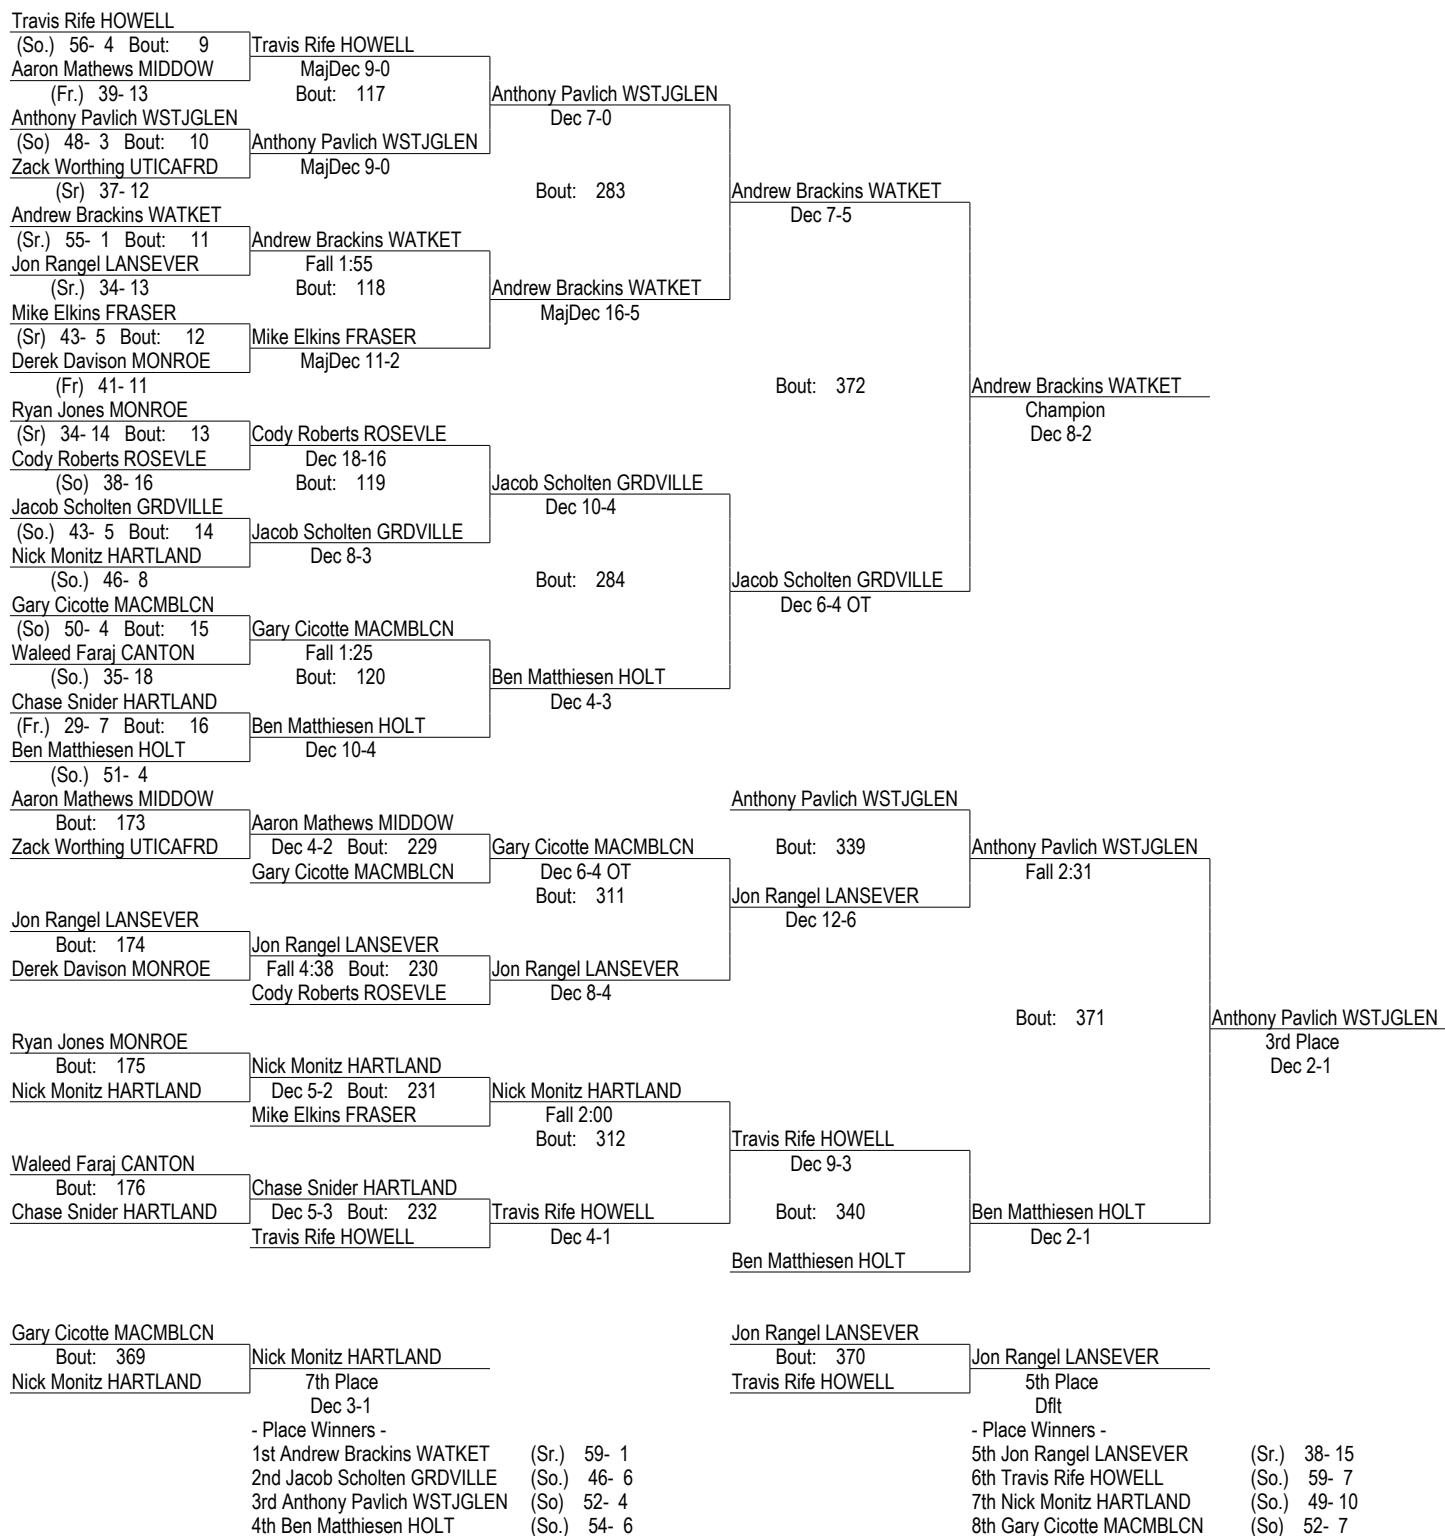 Travis Rife HOWELL
(So.) 56- 4 Bout: 9 Travis Rife HOWELL
Aaron Mathews MIDDOW MajDec 9-0
(Fr.) 39- 13 Bout: 117 Anthony Pavlich WSTJGLEN
Anthony Pavlich WSTJGLEN Dec 7-0
(So) 48- 3 Bout: 10 Anthony Pavlich WSTJGLEN
Zack Worthing UTICAFRD MajDec 9-0
(Sr) 37- 12 Bout: 283 Andrew Brackins WATKET
Andrew Brackins WATKET Dec 7-5
(Sr.) 55- 1 Bout: 11 Andrew Brackins WATKET
Jon Rangel LANSEVER Fall 1:55
(Sr.) 34- 13 Bout: 118 Andrew Brackins WATKET
Mike Elkins FRASER MajDec 16-5
(Sr) 43- 5 Bout: 12 Mike Elkins FRASER
Derek Davison MONROE MajDec 11-2
(Fr) 41- 11 Bout: 372 Andrew Brackins WATKET
Ryan Jones MONROE Champion
(Sr) 34- 14 Bout: 13 Cody Roberts ROSEVLE Dec 8-2
Cody Roberts ROSEVLE Dec 18-16
(So) 38- 16 Bout: 119 Jacob Scholten GRDVILLE
Jacob Scholten GRDVILLE Dec 10-4
(So.) 43- 5 Bout: 14 Jacob Scholten GRDVILLE
Nick Monitz HARTLAND Dec 8-3
(So.) 46- 8 Bout: 284 Jacob Scholten GRDVILLE
Gary Cicotte MACMBLCN Dec 6-4 OT
(So) 50- 4 Bout: 15 Gary Cicotte MACMBLCN
Waleed Faraj CANTON Fall 1:25
(So.) 35- 18 Bout: 120 Ben Matthiesen HOLT
Chase Snider HARTLAND Dec 4-3
(Fr.) 29- 7 Bout: 16 Ben Matthiesen HOLT
Ben Matthiesen HOLT Dec 10-4
(So.) 51- 4
Aaron Mathews MIDDOW Anthony Pavlich WSTJGLEN
Bout: 173 Aaron Mathews MIDDOW
Zack Worthing UTICAFRD Dec 4-2 Bout: 229 Gary Cicotte MACMBLCN Bout: 339 Anthony Pavlich WSTJGLEN
Gary Cicotte MACMBLCN Dec 6-4 OT Fall 2:31
Bout: 311 Jon Rangel LANSEVER
Jon Rangel LANSEVER Dec 12-6
Bout: 174 Jon Rangel LANSEVER
Derek Davison MONROE Fall 4:38 Bout: 230 Jon Rangel LANSEVER
Cody Roberts ROSEVLE Dec 8-4
Bout: 371 Anthony Pavlich WSTJGLEN
Ryan Jones MONROE 3rd Place
Bout: 175 Nick Monitz HARTLAND Dec 2-1
Nick Monitz HARTLAND Dec 5-2 Bout: 231 Nick Monitz HARTLAND
Mike Elkins FRASER Fall 2:00
Bout: 312 Travis Rife HOWELL
Waleed Faraj CANTON Dec 9-3
Bout: 176 Chase Snider HARTLAND
Chase Snider HARTLAND Dec 5-3 Bout: 232 Travis Rife HOWELL Bout: 340 Ben Matthiesen HOLT
Travis Rife HOWELL Dec 4-1 Dec 2-1
Ben Matthiesen HOLT
Gary Cicotte MACMBLCN Jon Rangel LANSEVER
Bout: 369 Nick Monitz HARTLAND Bout: 370 Jon Rangel LANSEVER
Nick Monitz HARTLAND 7th Place Travis Rife HOWELL 5th Place
Dec 3-1 Dflt
- Place Winners - - Place Winners -
1st Andrew Brackins WATKET (Sr.) 59- 1 5th Jon Rangel LANSEVER (Sr.) 38- 15
2nd Jacob Scholten GRDVILLE (So.) 46- 6 6th Travis Rife HOWELL (So.) 59- 7
3rd Anthony Pavlich WSTJGLEN (So) 52- 4 7th Nick Monitz HARTLAND (So.) 49- 10
4th Ben Matthiesen HOLT (So.) 54- 6 8th Gary Cicotte MACMBLCN (So) 52- 7